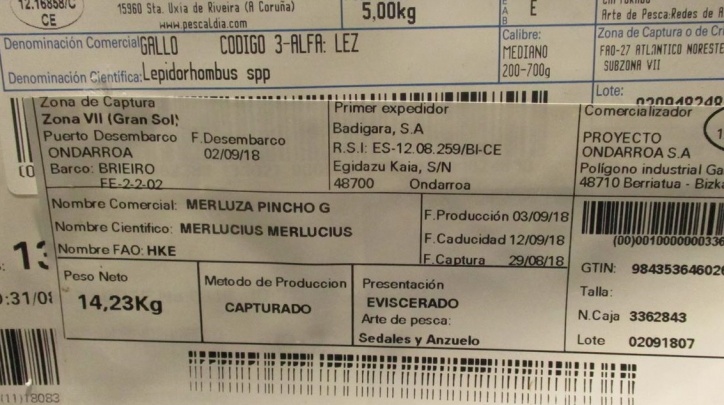 12.16858/C
CE
15960 Sta. Uxia de Riveira (A Coruña)
www.pescaldia.com
5,00kg
E
Arte de Pesca:Redes de
Denominación Comercial GALLO CODIGO 3-ALFA: LEZ
Denominación Científica: Lepidorhombus spp
Calibre:
MEDIANO
200-700g
Zona de Captura o de
FAO-27 ATLANTICO NORESTE
SUBZONA VII
Lote:
Zona de Captura
Zona VII (Gran Sol)
Puerto Desembarco F.Desembarco
ONDARROA 02/09/18
Barco: BRIEIRO
FE-2-2-02
Primer expedidor
Badigara, S.A
R.S.I: ES-12.08.259/BI-CE
Egidazu Kaia, S/N
48700 Ondarroa
Comercializador
PROYECTO
ONDARROA S.A
Polígono industrial
48710 Berriatua -
Nombre Comercial: MERLUZA PINCHO G
Nombre Cientifico: MERLUCIUS MERLUCIUS
Nombre FAO: HKE
F.Producción 03/09/18
F.Caducidad 12/09/18
F.Captura 29/08/18
Peso Neto
14,23Kg
Metodo de Produccion
CAPTURADO
Presentación
EVISCERADO
Arte de pesca:
Sedales y Anzuelo
GTIN:
Talla:
N.Caja 3362843
Lote 02091807